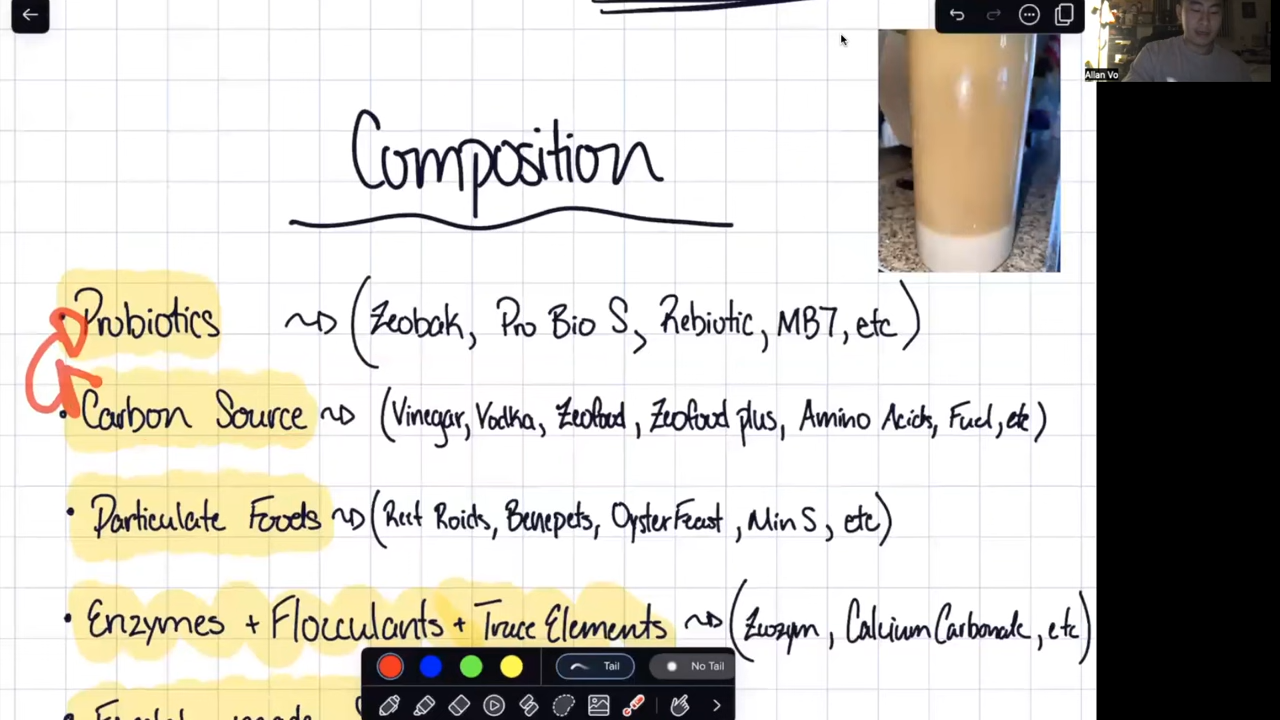 Allan Vo
Composition
• Probiotics ~> (Zeobak, Pro Bio S, Rebiotic, MB7, etc)
• Carbon Source ~> (Vinegar, Vodka, Zeofood, Zeofood plus, Amino Acids, Fuel, etc)
• Particulate Foods ~> (Reef Roids, Benepets, OysterFeast, Min S, etc)
• Enzymes + Flocculants + Trace Elements ~> (Zeozym, Calcium Carbonate, etc)
Tail
No Tail